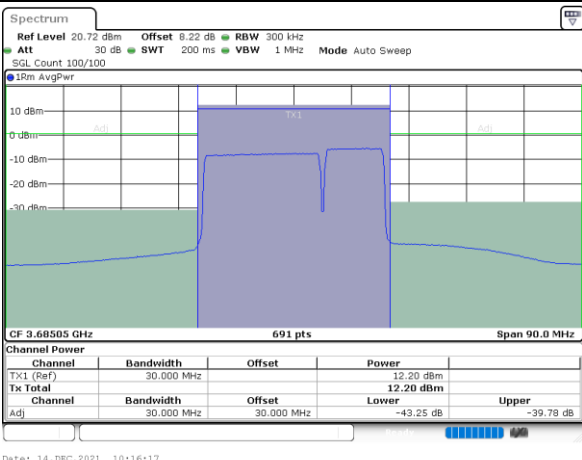 Spectrum
Ref Level 20.72 dBm Offset 8.22 dB RBW 300 kHz
Att 30 dB SWT 200 ms VBW 1 MHz Mode Auto Sweep
SGL Count 100/100
1Rm AvgPwr
10 dBm
TX1
Adj Adj
0 dBm
-10 dBm
-20 dBm
-30 dBm
CF 3.68505 GHz 691 pts Span 90.0 MHz
Channel Power
Channel Bandwidth Offset Power
TX1 (Ref) 30.000 MHz 12.20 dBm
Tx Total 12.20 dBm
Channel Bandwidth Offset Lower Upper
Adj 30.000 MHz 30.000 MHz -43.25 dB -39.78 dB
Ready
Date: 14.DEC.2021 10:16:17